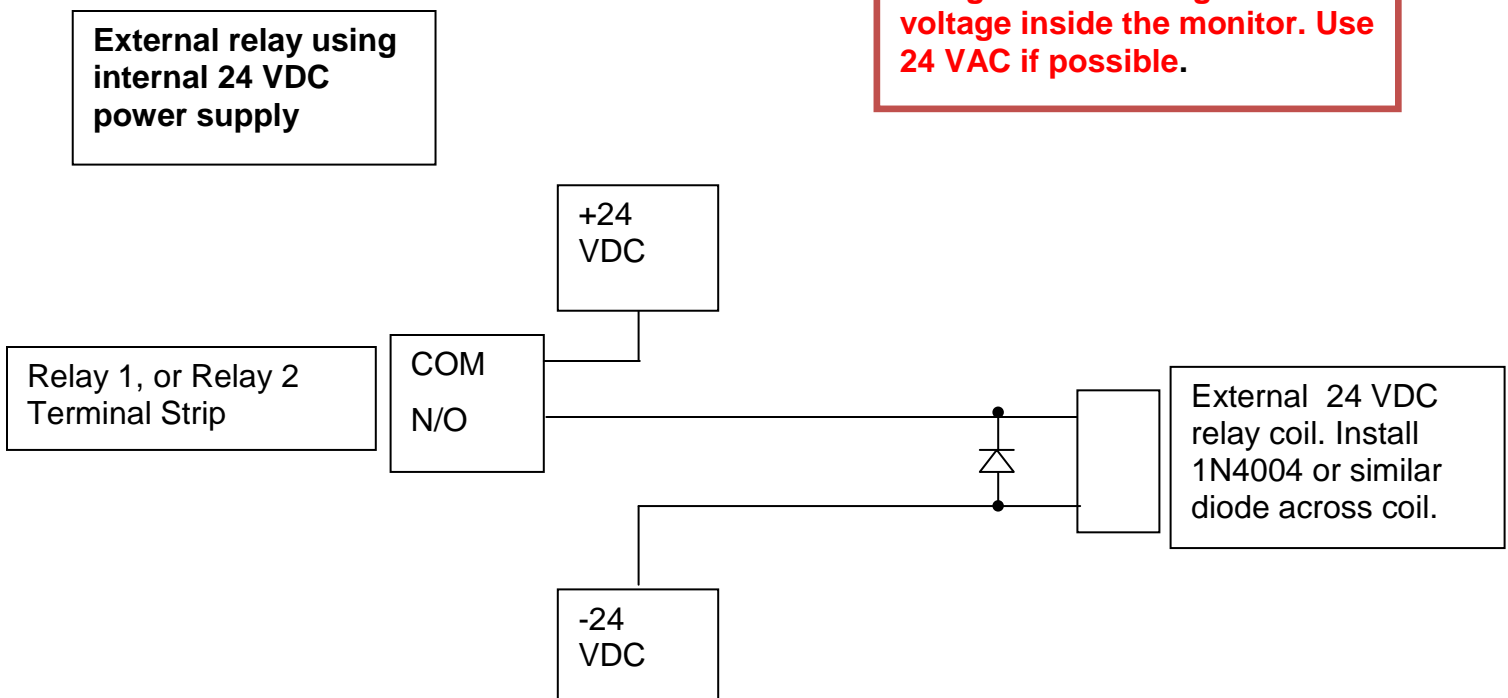 voltage inside the monitor. Use
24 VAC if possible.
External relay using
internal 24 VDC
power supply
+24
VDC
Relay 1, or Relay 2
Terminal Strip
COM
N/O
External 24 VDC
relay coil. Install
1N4004 or similar
diode across coil.
-24
VDC